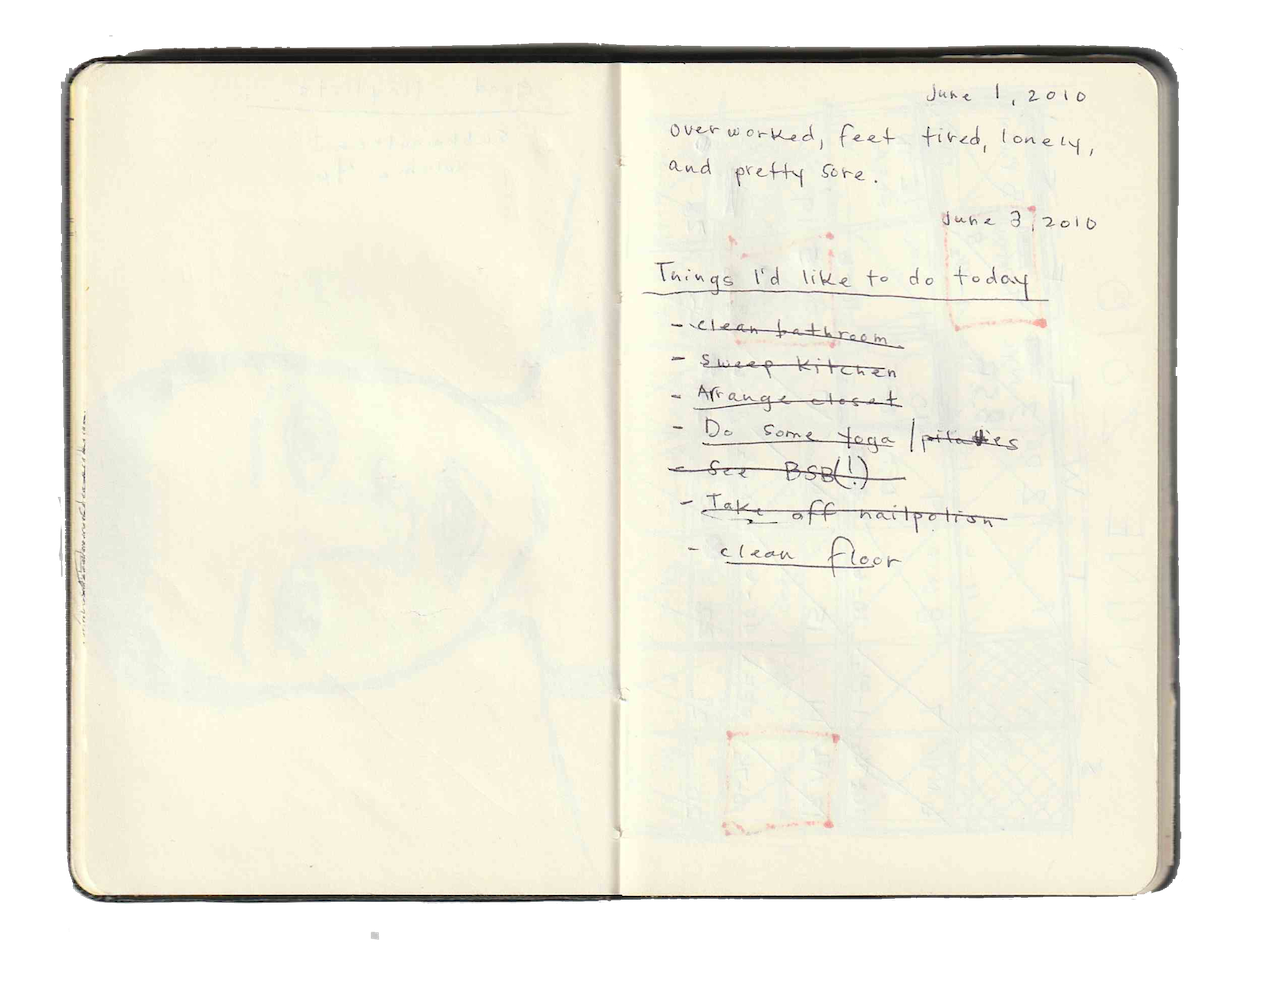 June 1, 2010
overworked, feet tired, lonely,
and pretty sore.
June 3, 2010
Things I'd like to do today
- clean bathroom
- sweep kitchen
- Arrange closet
- Do some yoga / pilates
- See BSB(!)
- Take off nailpolish
- clean floor